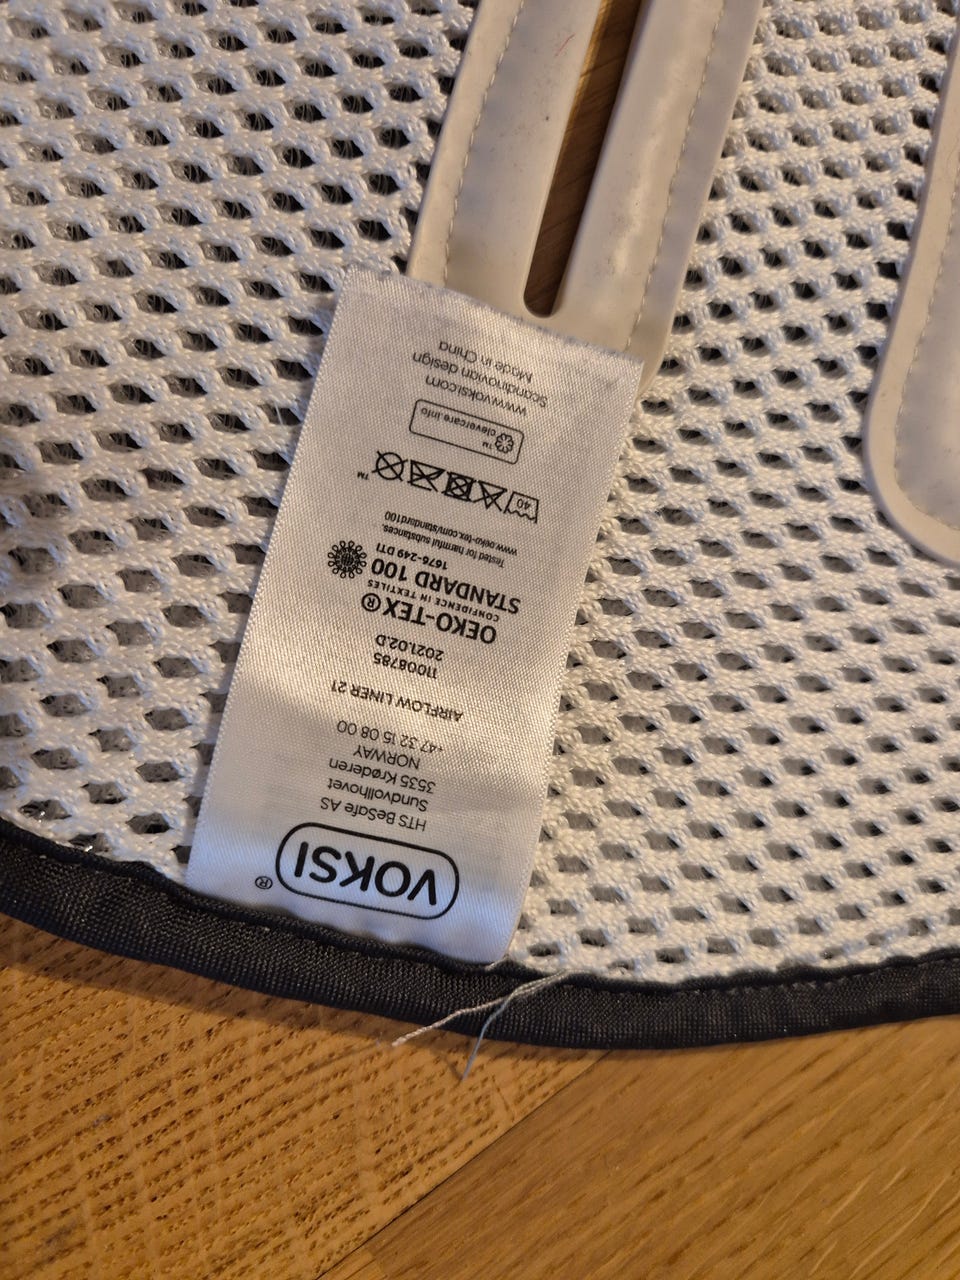 VOKSI®
HTS BeSafe AS
Sundvollhovet
3535 Krøderen
NORWAY
+47 32 15 08 00
AIRFLOW LINER 21
11008785
2021.02.D
OEKO-TEX®
CONFIDENCE IN TEXTILES
STANDARD 100
1676-249 DTI
Tested for harmful substances.
www.oeko-tex.com/standard100
40 ™
clevercare.info™
www.voksi.com
Scandinavian design
Made in China